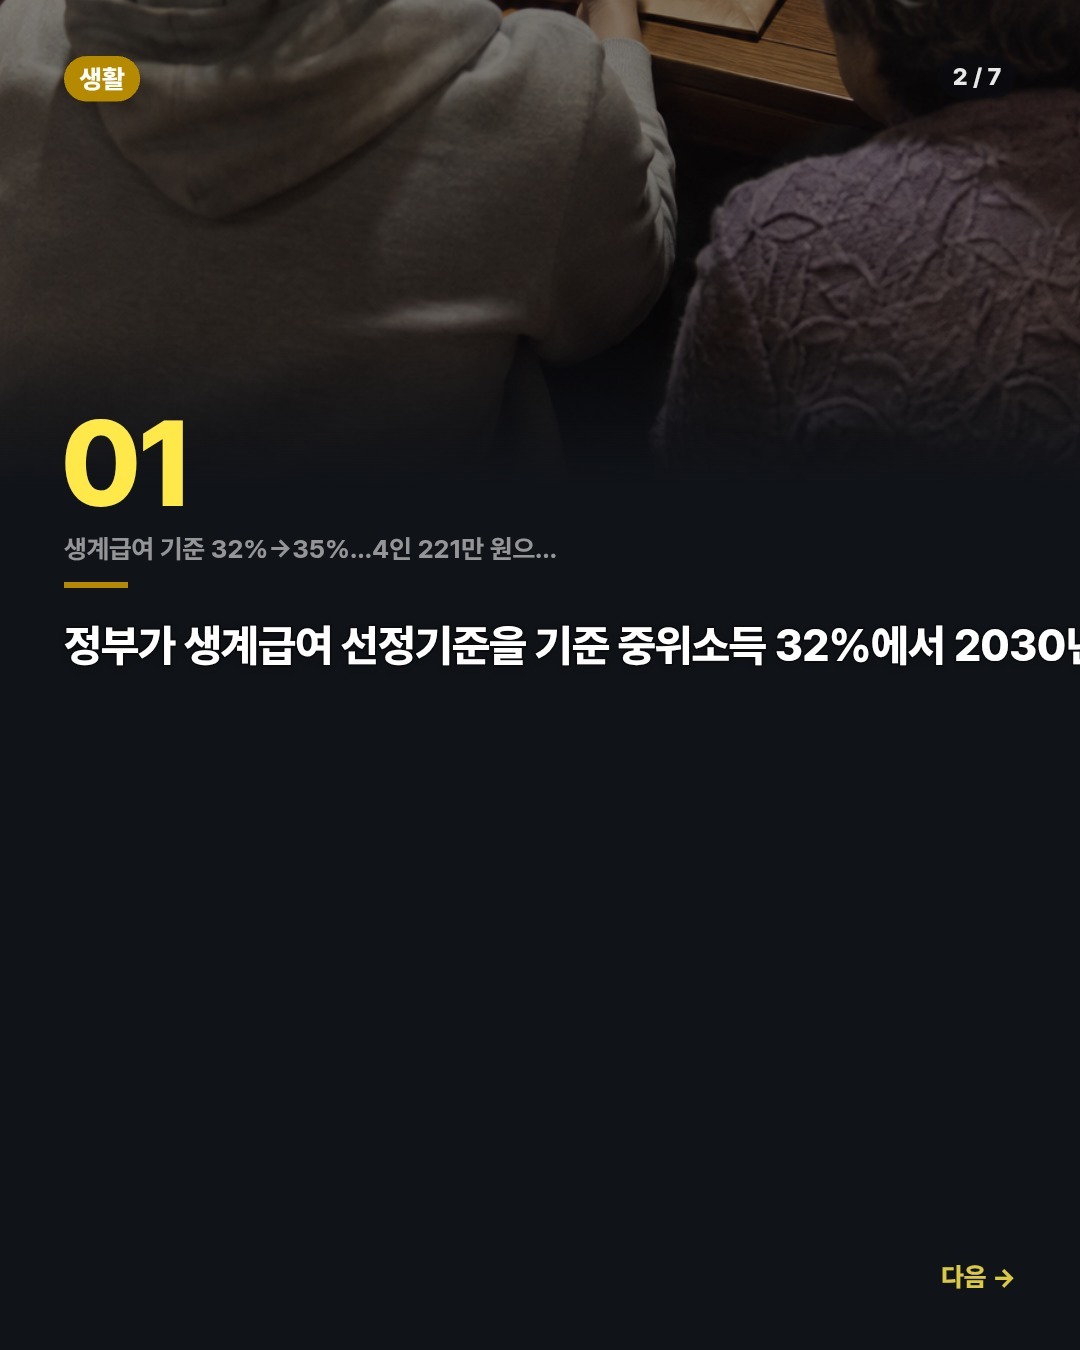 생활
2 / 7
01
생계급여 기준 32%→35%…4인 221만 원으…
정부가 생계급여 선정기준을 기준 중위소득 32%에서 2030
다음 →